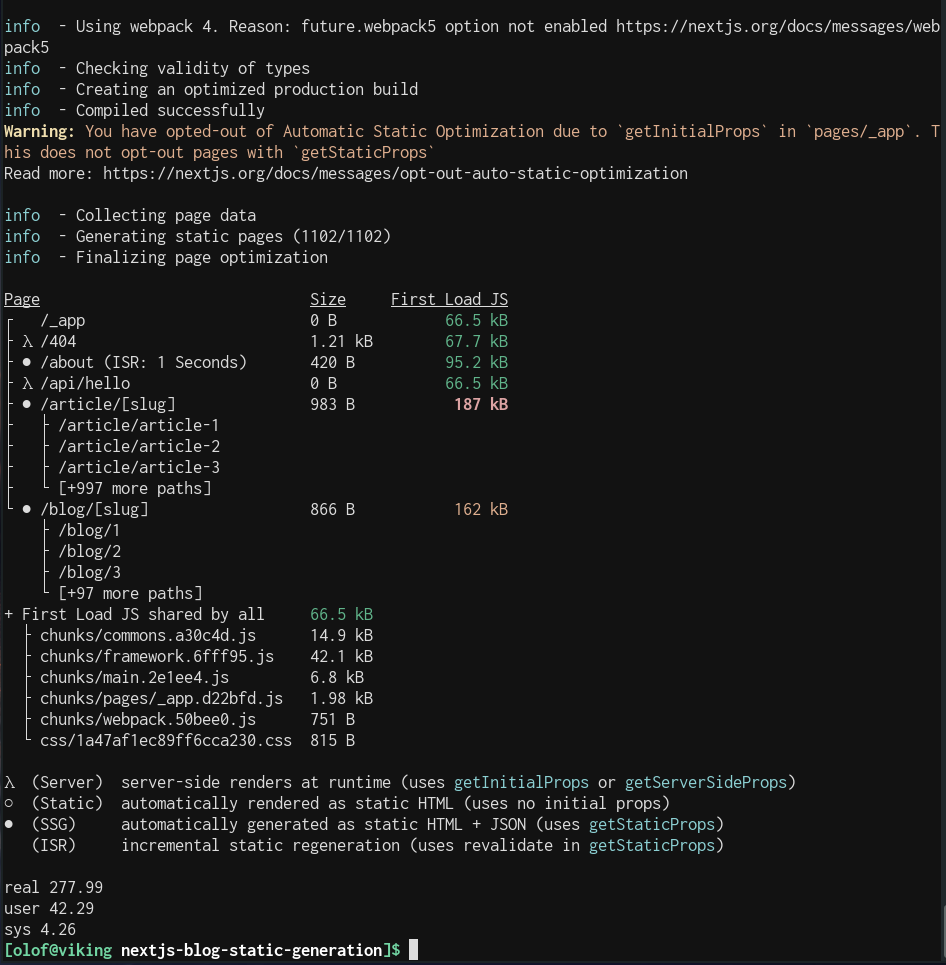 info  - Using webpack 4. Reason: future.webpack5 option not enabled https://nextjs.org/docs/messages/web
pack5
info  - Checking validity of types
info  - Creating an optimized production build
info  - Compiled successfully
Warning: You have opted-out of Automatic Static Optimization due to `getInitialProps` in `pages/_app`. T
his does not opt-out pages with `getStaticProps`
Read more: https://nextjs.org/docs/messages/opt-out-auto-static-optimization

info  - Collecting page data
info  - Generating static pages (1102/1102)
info  - Finalizing page optimization

Page                              Size     First Load JS
┌   /_app                         0 B            66.5 kB
├ λ /404                          1.21 kB        67.7 kB
├ ● /about (ISR: 1 Seconds)       420 B          95.2 kB
├ λ /api/hello                    0 B            66.5 kB
├ ● /article/[slug]               983 B           187 kB
├   ├ /article/article-1
├   ├ /article/article-2
├   ├ /article/article-3
├   └ [+997 more paths]
└ ● /blog/[slug]                  866 B           162 kB
    ├ /blog/1
    ├ /blog/2
    ├ /blog/3
    └ [+97 more paths]
+ First Load JS shared by all     66.5 kB
  ├ chunks/commons.a30c4d.js      14.9 kB
  ├ chunks/framework.6fff95.js    42.1 kB
  ├ chunks/main.2e1ee4.js         6.8 kB
  ├ chunks/pages/_app.d22bfd.js   1.98 kB
  ├ chunks/webpack.50bee0.js      751 B
  └ css/1a47af1ec89ff6cca230.css  815 B

λ  (Server)  server-side renders at runtime (uses getInitialProps or getServerSideProps)
○  (Static)  automatically rendered as static HTML (uses no initial props)
●  (SSG)     automatically generated as static HTML + JSON (uses getStaticProps)
   (ISR)     incremental static regeneration (uses revalidate in getStaticProps)

real 277.99
user 42.29
sys 4.26
[olof@viking nextjs-blog-static-generation]$